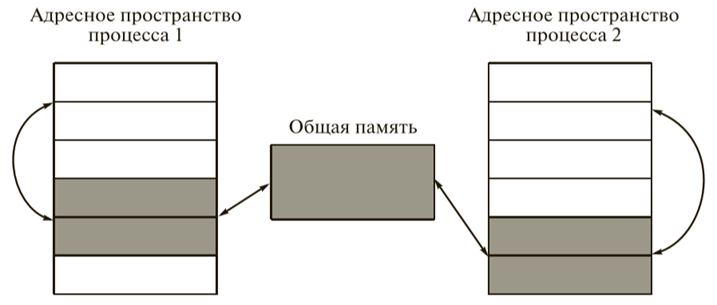 Адресное пространство
процесса 1
Адресное пространство
процесса 2
Общая память